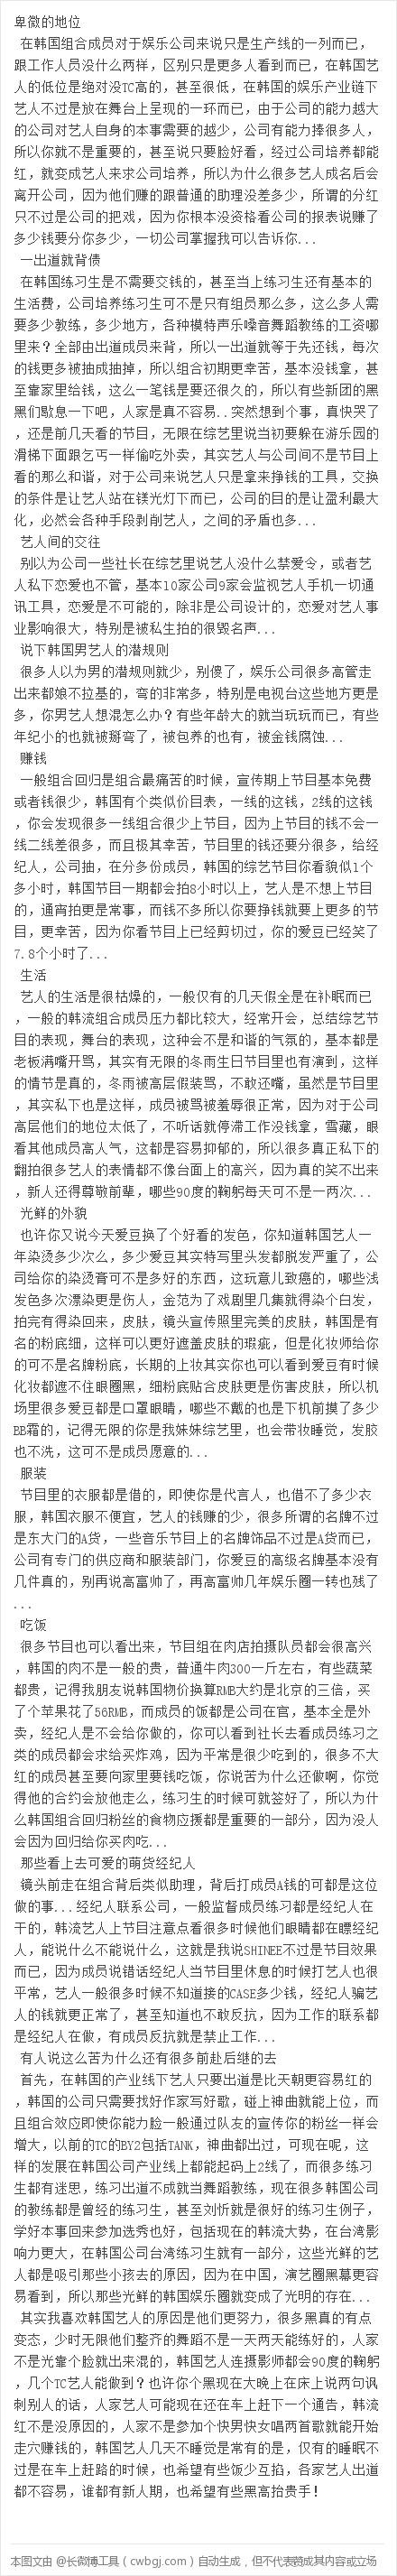 卑微的地位
在韩国组合成员对于娱乐公司来说只是生产线的一列而已，
跟工作人员没什么两样，区别只是更多人看到而已，在韩国艺
人的低位是绝对没TC高的，甚至很低，在韩国的娱乐产业链下
艺人不过是放在舞台上呈现的一环而已，由于公司的能力越大
的公司对艺人自身的本事需要的越少，公司有能力捧很多人，
所以你就不是重要的，甚至说只要脸好看，经过公司培养都能
红，就变成艺人来求公司培养，所以为什么很多艺人成名后会
离开公司，因为他们赚的跟普通的助理没差多少，所谓的分红
只不过是公司的把戏，因为你根本没资格看公司的报表说赚了
多少钱要分你多少，一切公司掌握我可以告诉你...
一出道就背债
在韩国练习生是不需要交钱的，甚至当上练习生还有基本的
生活费，公司培养练习生可不是只有组员那么多，这么多人需
要多少教练，多少地方，各种模特声乐嗓音舞蹈教练的工资哪
里来？全部由出道成员来背，所以一出道就等于先还钱，每次
的钱更多被抽成抽掉，所以组合初期更幸苦，基本没钱拿，甚
至靠家里给钱，这么一笔钱是要还很久的，所以有些新团的黑
黑们歇息一下吧，人家是真不容易..突然想到个事，真快哭了
，还是前几天看的节目，无限在综艺里说当初要躲在游乐园的
滑梯下面跟乞丐一样偷吃外卖，其实艺人与公司间不是节目上
看的那么和谐，对于公司来说艺人只是拿来挣钱的工具，交换
的条件是让艺人站在镁光灯下而已，公司的目的是让盈利最大
化，必然会各种手段剥削艺人，之间的矛盾也多...
艺人间的交往
别以为公司一些社长在综艺里说艺人没什么禁爱令，或者艺
人私下恋爱也不管，基本10家公司9家会监视艺人手机一切通
讯工具，恋爱是不可能的，除非是公司设计的，恋爱对艺人事
业影响很大，特别是被私生拍的很毁名声...
说下韩国男艺人的潜规则
很多人以为男的潜规则就少，别傻了，娱乐公司很多高管走
出来都娘不拉基的，弯的非常多，特别是电视台这些地方更是
多，你男艺人想混怎么办？有些年龄大的就当玩玩而已，有些
年纪小的也就被掰弯了，被包养的也有，被金钱腐蚀...
赚钱
一般组合回归是组合最痛苦的时候，宣传期上节目基本免费
或者钱很少，韩国有个类似价目表，一线的这钱，2线的这钱
，你会发现很多一线组合很少上节目，因为上节目的钱不会一
线二线差很多，而且极其幸苦，节目里的钱还要分很多，给经
纪人，公司抽，在分多份成员，韩国的综艺节目你看貌似1个
多小时，韩国节目一期都会拍8小时以上，艺人是不想上节目
的，通宵拍更是常事，而钱不多所以你要挣钱就要上更多的节
目，更幸苦，因为你看节目上已经剪切过，你的爱豆已经笑了
7.8个小时了...
生活
艺人的生活是很枯燥的，一般仅有的几天假全是在补眠而已
，一般的韩流组合成员压力都比较大，经常开会，总结综艺节
目的表现，舞台的表现，这种会不是和谐的气氛的，基本都是
老板满嘴开骂，其实有无限的冬雨生日节目里也有演到，这样
的情节是真的，冬雨被高层假装骂，不敢还嘴，虽然是节目里
，其实私下也是这样，成员被骂被羞辱很正常，因为对于公司
高层他们的地位太低了，不听话就停滞工作没钱拿，雪藏，眼
看其他成员高人气，这都是容易抑郁的，所以很多真正私下的
翻拍很多艺人的表情都不像台面上的高兴，因为真的笑不出来
，新人还得尊敬前辈，哪些90度的鞠躬每天可不是一两次...
光鲜的外貌
也许你又说今天爱豆换了个好看的发色，你知道韩国艺人一
年染烫多少次么，多少爱豆其实特写里头发都脱发严重了，公
司给你的染烫膏可不是多好的东西，这玩意儿致癌的，哪些浅
发色多次漂染更是伤人，金范为了戏剧里几集就得染个白发，
拍完有得染回来，皮肤，镜头宣传照里完美的皮肤，韩国是有
名的粉底细，这样可以更好遮盖皮肤的瑕疵，但是化妆师给你
的可不是名牌粉底，长期的上妆其实你也可以看到爱豆有时候
化妆都遮不住眼圈黑，细粉底贴合皮肤更是伤害皮肤，所以机
场里很多爱豆都是口罩眼睛，哪些不戴的也是下机前摸了多少
BB霜的，记得无限的你是我妹妹综艺里，也会带妆睡觉，发胶
也不洗，这可不是成员愿意的...
服装
节目里的衣服都是借的，即使你是代言人，也借不了多少衣
服，韩国衣服不便宜，艺人的钱赚的少，很多所谓的名牌不过
是东大门的A货，一些音乐节目上的名牌饰品不过是A货而已，
公司有专门的供应商和服装部门，你爱豆的高级名牌基本没有
几件真的，别再说高富帅了，再高富帅几年娱乐圈一转也残了
...
吃饭
很多节目也可以看出来，节目组在肉店拍摄队员都会很高兴
，韩国的肉不是一般的贵，普通牛肉300一斤左右，有些蔬菜
都贵，记得我朋友说韩国物价换算RMB大约是北京的三倍，买
了个苹果花了56RMB，而成员的饭都是公司在官，基本全是外
卖，经纪人是不会给你做的，你可以看到社长去看成员练习之
类的成员都会求给买炸鸡，因为平常是很少吃到的，很多不大
红的成员甚至要向家里要钱吃饭，你说苦为什么还做啊，你觉
得他的合约会放他走么，练习生的时候可就签好了，所以为什
么韩国组合回归粉丝的食物应援都是重要的一部分，因为没人
会因为回归给你买肉吃...
那些看上去可爱的萌货经纪人
镜头前走在组合背后类似助理，背后打成员A钱的可都是这位
做的事...经纪人联系公司，一般监督成员练习都是经纪人在
干的，韩流艺人上节目注意点看很多时候他们眼睛都在瞟经纪
人，能说什么不能说什么，这就是我说SHINEE不过是节目效果
而已，因为成员说错话经纪人当节目里休息的时候打艺人也很
平常，艺人一般很多时候不知道接的CASE多少钱，经纪人骗艺
人的钱就更正常了，甚至知道也不敢反抗，因为工作的联系都
是经纪人在做，有成员反抗就是禁止工作...
有人说这么苦为什么还有很多前赴后继的去
首先，在韩国的产业线下艺人只要出道是比天朝更容易红的
，韩国的公司只需要找好作家写好歌，碰上神曲就能上位，而
且组合效应即使你能力脸一般通过队友的宣传你的粉丝一样会
增大，以前的TC的BY2包括TANK，神曲都出过，可现在呢，这
样的发展在韩国公司产业线上都能起码上2线了，而很多练习
生都有迷思，练习出道不成就当舞蹈教练，现在很多韩国公司
的教练都是曾经的练习生，甚至刘忻就是很好的练习生例子，
学好本事回来参加选秀也好，包括现在的韩流大势，在台湾影
响力更大，在韩国公司台湾练习生就有一部分，这些光鲜的艺
人都是吸引那些小孩去的原因，因为在中国，演艺圈黑幕更容
易看到，所以那些光鲜的韩国娱乐圈就变成了光明的存在...
其实我喜欢韩国艺人的原因是他们更努力，很多黑真的有点
变态，少时无限他们整齐的舞蹈不是一天两天能练好的，人家
不是光靠个脸就出来混的，韩国艺人连摄影师都会90度的鞠躬
，几个TC艺人能做到？也许你个黑现在大晚上在床上说两句讽
刺别人的话，人家艺人可能现在还在车上赶下一个通告，韩流
红不是没原因的，人家不是参加个快男快女唱两首歌就能开始
走穴赚钱的，韩国艺人几天不睡觉是常有的是，仅有的睡眠不
过是在车上赶路的时候，也希望有些饭少互掐，各家艺人出道
都不容易，谁都有新人期，也希望有些黑高抬贵手！
本图文由 @长微博工具（cwbgj.com）自动生成，但不代表赞成其内容或立场